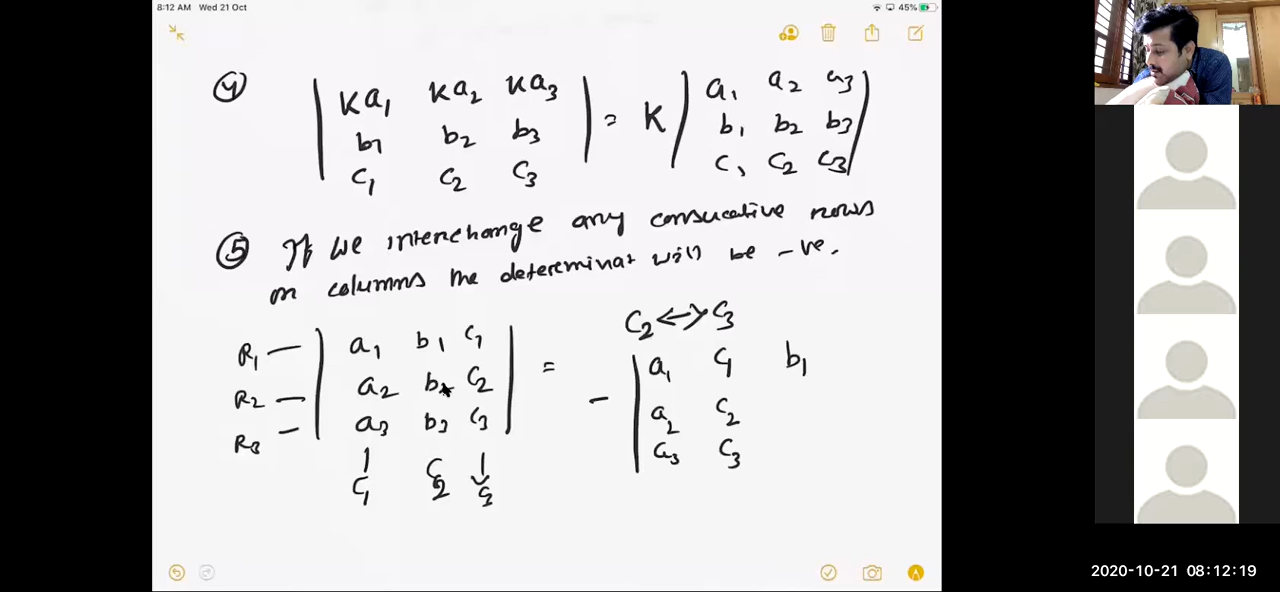 8:12 AM Wed 21 Oct
45%
④ | Ka1 Ka2 Ka3 | = K | a1 a2 a3 |
| b1 b2 b3 | | b1 b2 b3 |
| c1 c2 c3 | | c1 c2 c3 |
⑤ If we interchange any consucative rows
or columns the determinat will be -ve.
C2 <-> C3
R1 — | a1 b1 c1 | = - | a1 c1 b1
R2 — | a2 b2 c2 | | a2 c2
R3 — | a3 b3 c3 | | a3 c3
C1 C2 C3
2020-10-21 08:12:19